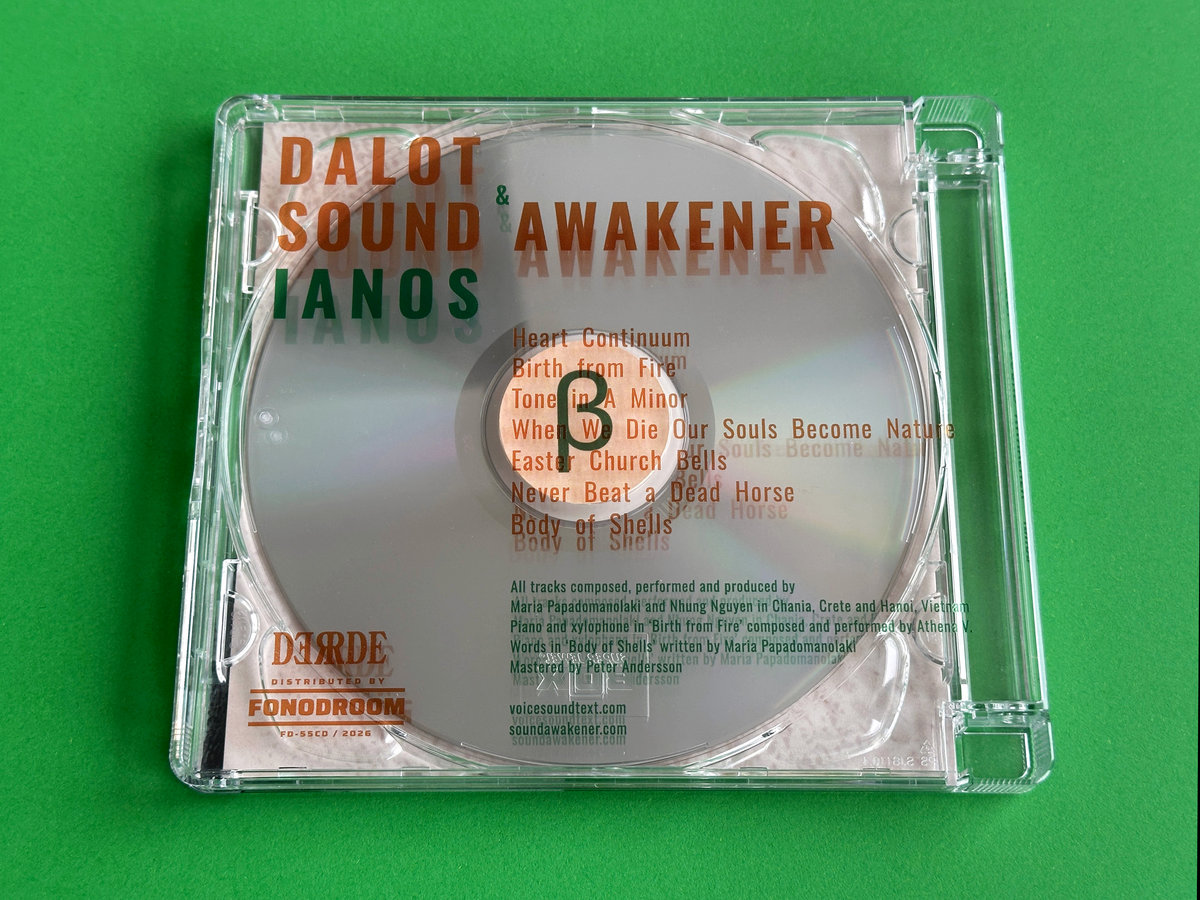 DALOT
&
SOUND AWAKENER
IANOS
Heart Continuum
Birth from Fire
Tone in A Minor
When We Die Our Souls Become Nature
Easter Church Bells
Never Beat a Dead Horse
Body of Shells
β
All tracks composed, performed and produced by
Maria Papadomanolaki and Nhung Nguyen in Chania, Crete and Hanoi, Vietnam
Piano and xylophone in 'Birth from Fire' composed and performed by Athena V.
Words in 'Body of Shells' written by Maria Papadomanolaki
Mastered by Peter Andersson
voicesoundtext.com
soundawakener.com
DERRDE
DISTRIBUTED BY
FONODROOM
FD-55CD / 2026